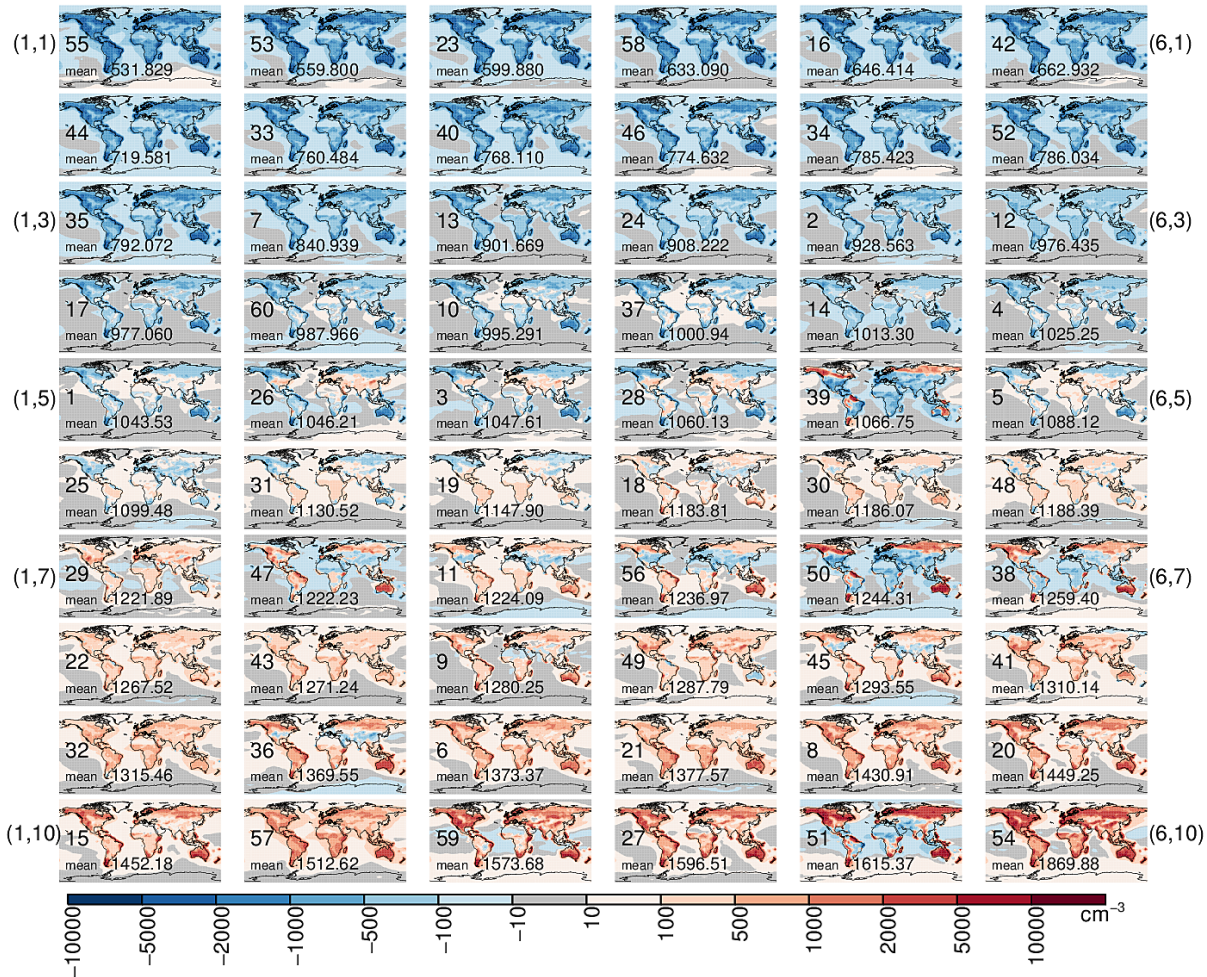 (1,1) 55 53 23 58 16 42 (6,1)
mean 531.829 mean 559.800 mean 599.880 mean 633.090 mean 646.414 mean 662.932
44 33 40 46 34 52
mean 719.581 mean 760.484 mean 768.110 mean 774.632 mean 785.423 mean 786.034
(1,3) 35 7 13 24 2 12 (6,3)
mean 792.072 mean 840.939 mean 901.669 mean 908.222 mean 928.563 mean 976.435
17 60 10 37 14 4
mean 977.060 mean 987.966 mean 995.291 mean 1000.94 mean 1013.30 mean 1025.25
(1,5) 1 26 3 28 39 5 (6,5)
mean 1043.53 mean 1046.21 mean 1047.61 mean 1060.13 mean 1066.75 mean 1088.12
25 31 19 18 30 48
mean 1099.48 mean 1130.52 mean 1147.90 mean 1183.81 mean 1186.07 mean 1188.39
(1,7) 29 47 11 56 50 38 (6,7)
mean 1221.89 mean 1222.23 mean 1224.09 mean 1236.97 mean 1244.31 mean 1259.40
22 43 9 49 45 41
mean 1267.52 mean 1271.24 mean 1280.25 mean 1287.79 mean 1293.55 mean 1310.14
32 36 6 21 8 20
mean 1315.46 mean 1369.55 mean 1373.37 mean 1377.57 mean 1430.91 mean 1449.25
(1,10) 15 57 59 27 51 54 (6,10)
mean 1452.18 mean 1512.62 mean 1573.68 mean 1596.51 mean 1615.37 mean 1869.88
−10000 −5000 −2000 −1000 −500 −100 −10 10 100 500 1000 2000 5000 10000 cm⁻³